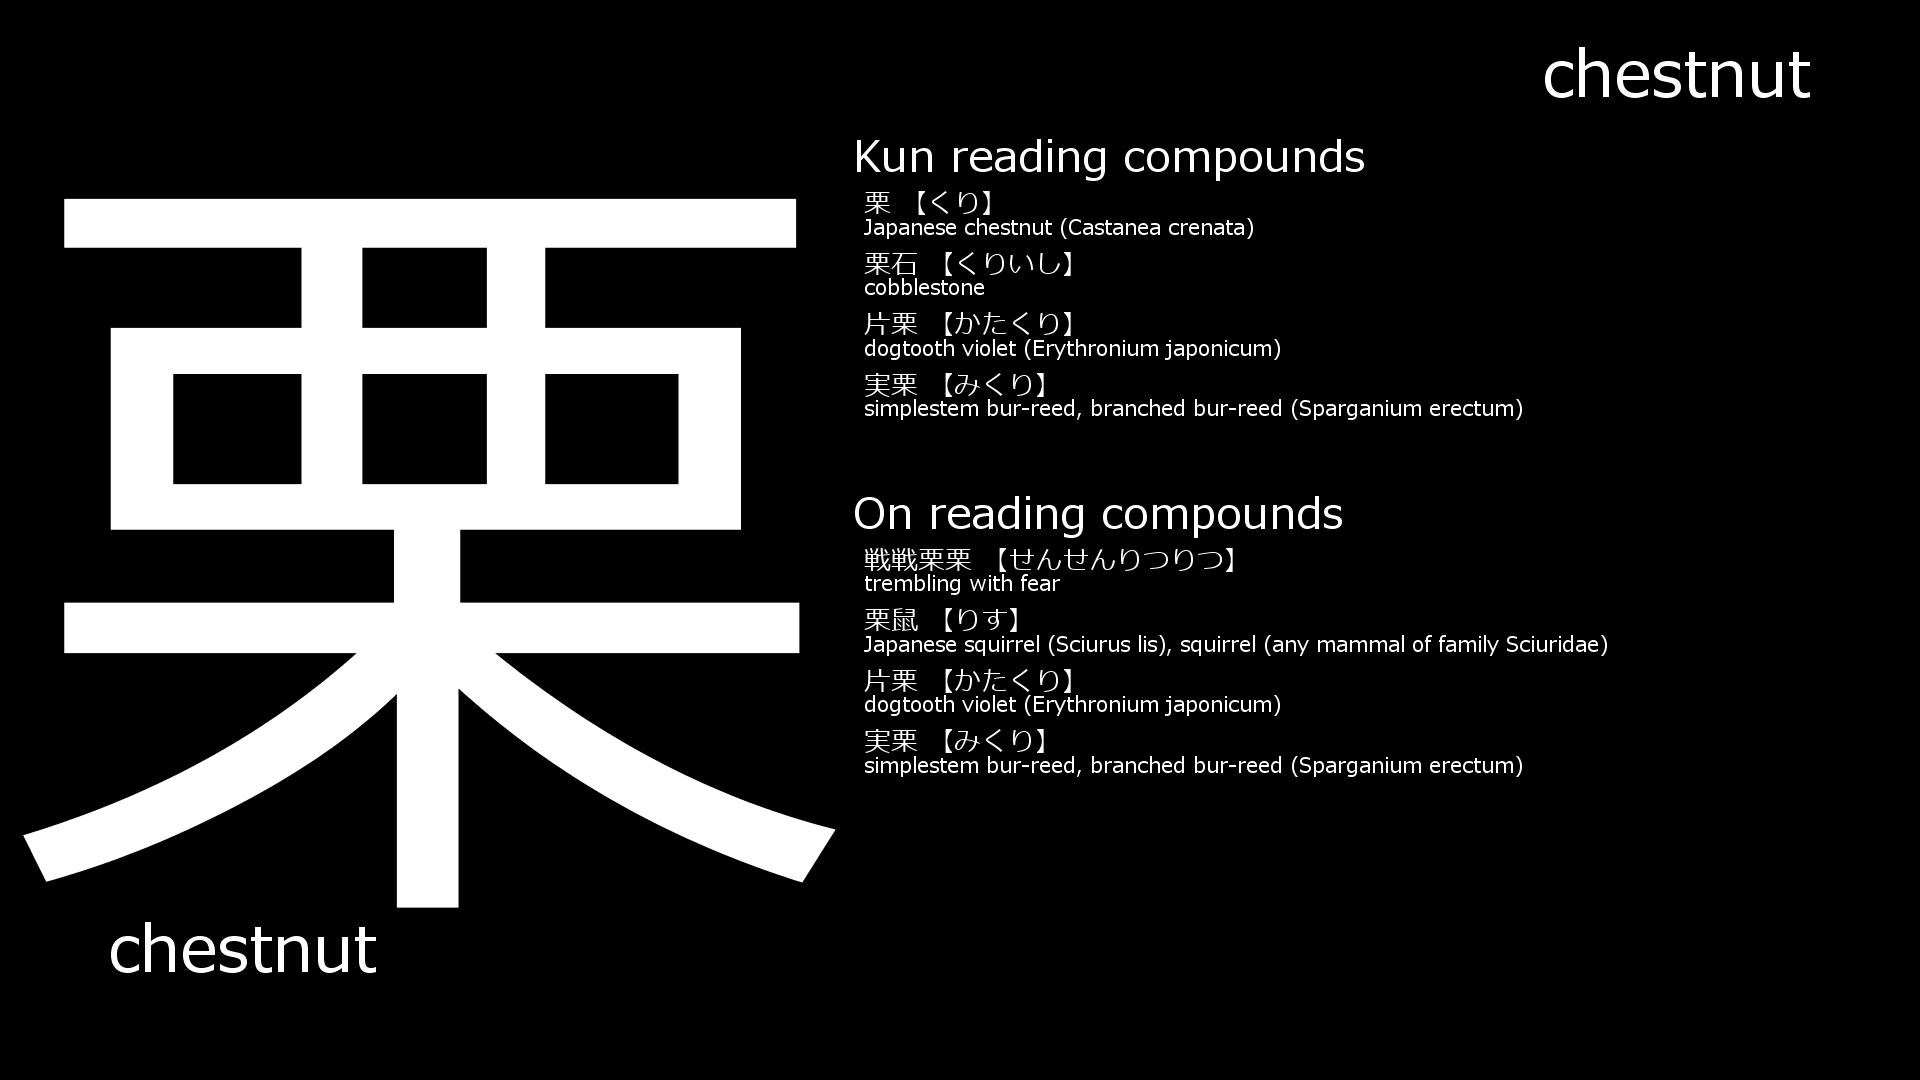 chestnut
栗
chestnut
Kun reading compounds
栗 【くり】
Japanese chestnut (Castanea crenata)
栗石 【くりいし】
cobblestone
片栗 【かたくり】
dogtooth violet (Erythronium japonicum)
実栗 【みくり】
simplestem bur-reed, branched bur-reed (Sparganium erectum)
On reading compounds
戦戦栗栗 【せんせんりつりつ】
trembling with fear
栗鼠 【りす】
Japanese squirrel (Sciurus lis), squirrel (any mammal of family Sciuridae)
片栗 【かたくり】
dogtooth violet (Erythronium japonicum)
実栗 【みくり】
simplestem bur-reed, branched bur-reed (Sparganium erectum)